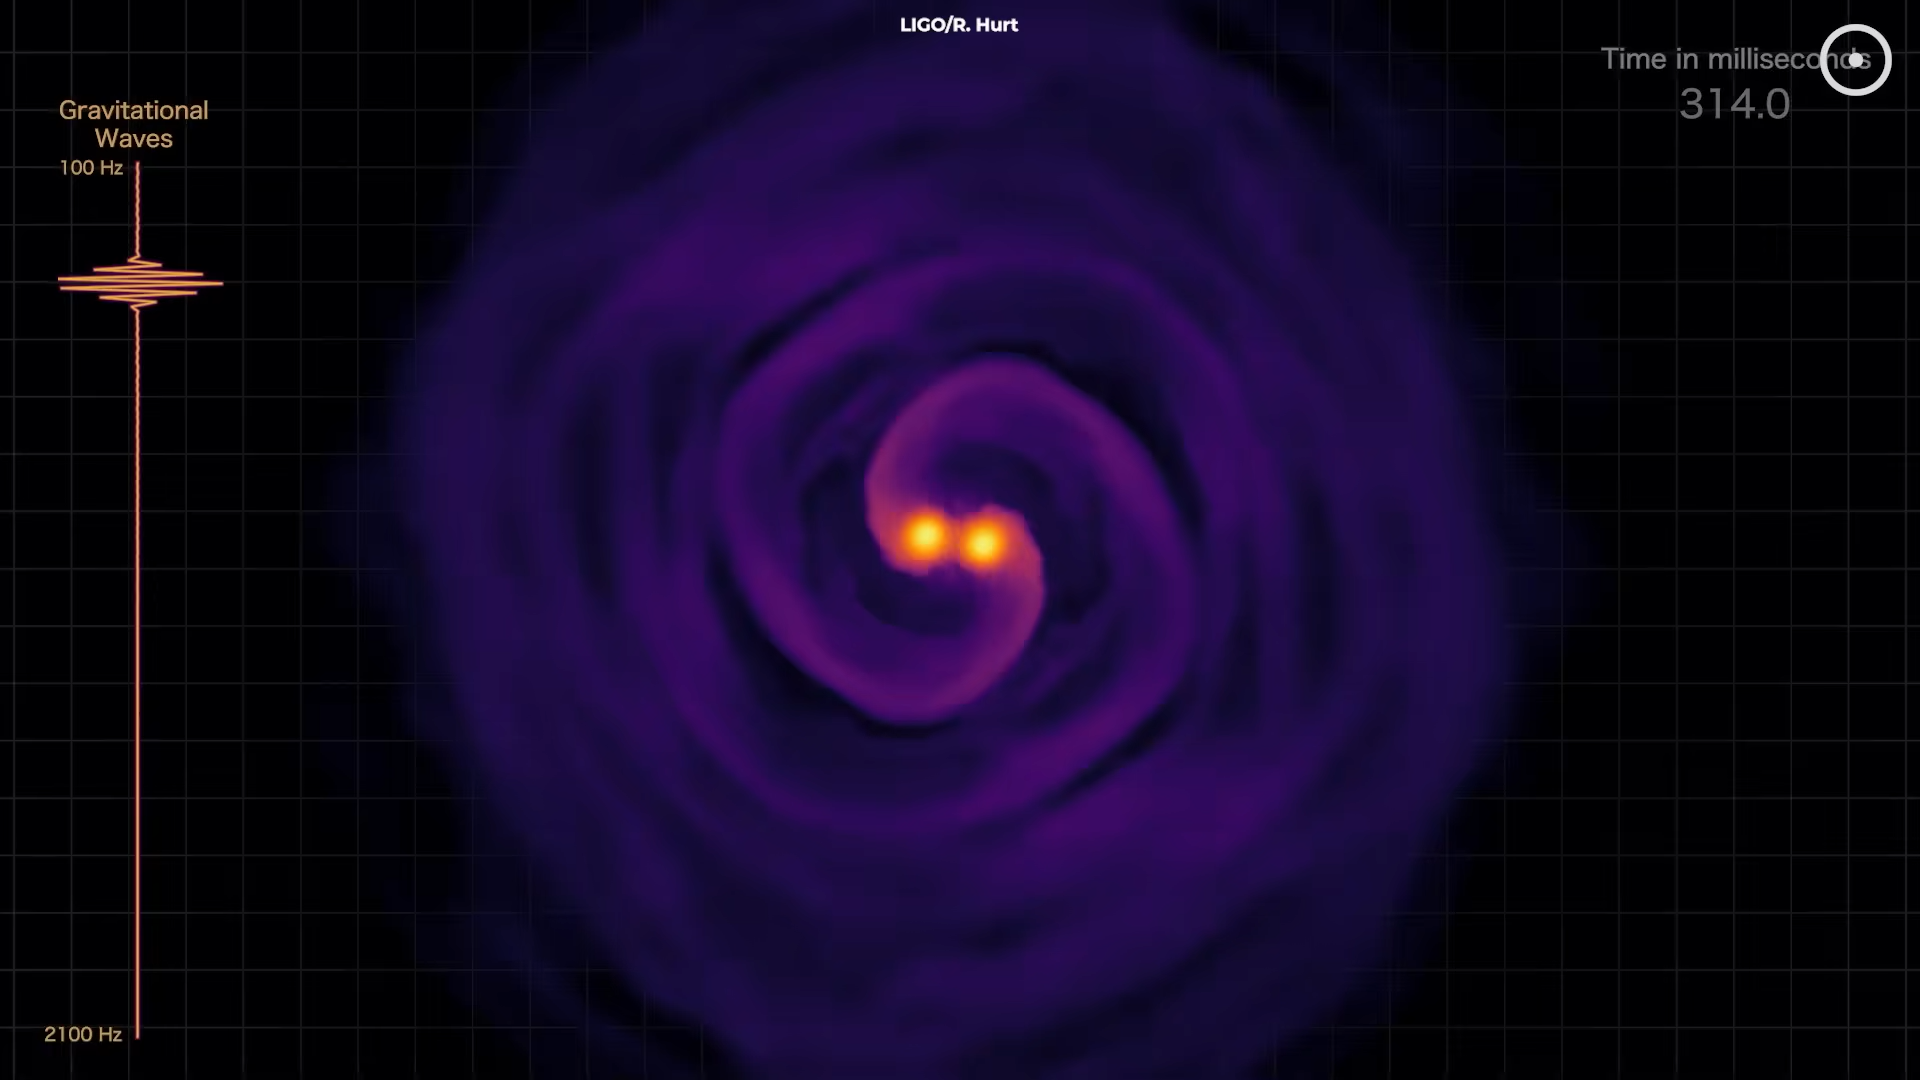 LIGO/R. Hurt
Time in milliseconds
314.0
Gravitational
Waves
100 Hz
2100 Hz